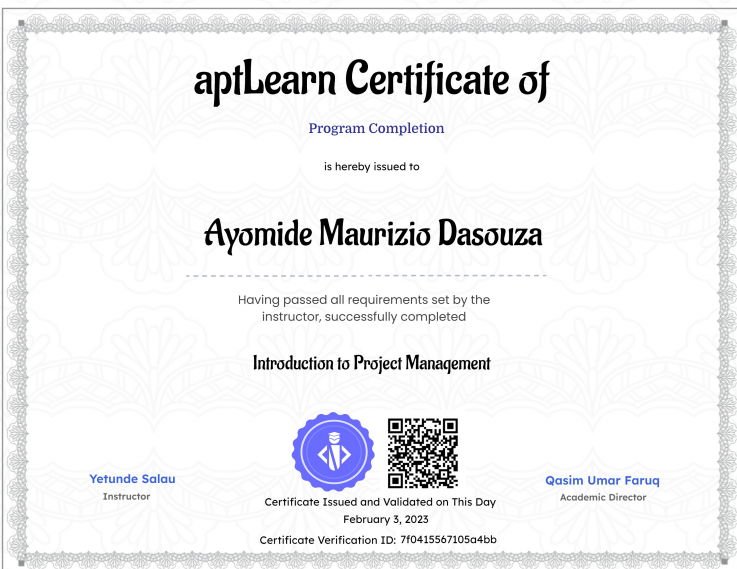 aptLearn Certificate of
Program Completion
is hereby issued to
Ayomide Maurizio Dasouza
Having passed all requirements set by the
instructor, successfully completed
Introduction to Project Management
Yetunde Salau
Instructor
Qasim Umar Faruq
Academic Director
Certificate Issued and Validated on This Day
February 3, 2023
Certificate Verification ID: 7f0415567105a4bb